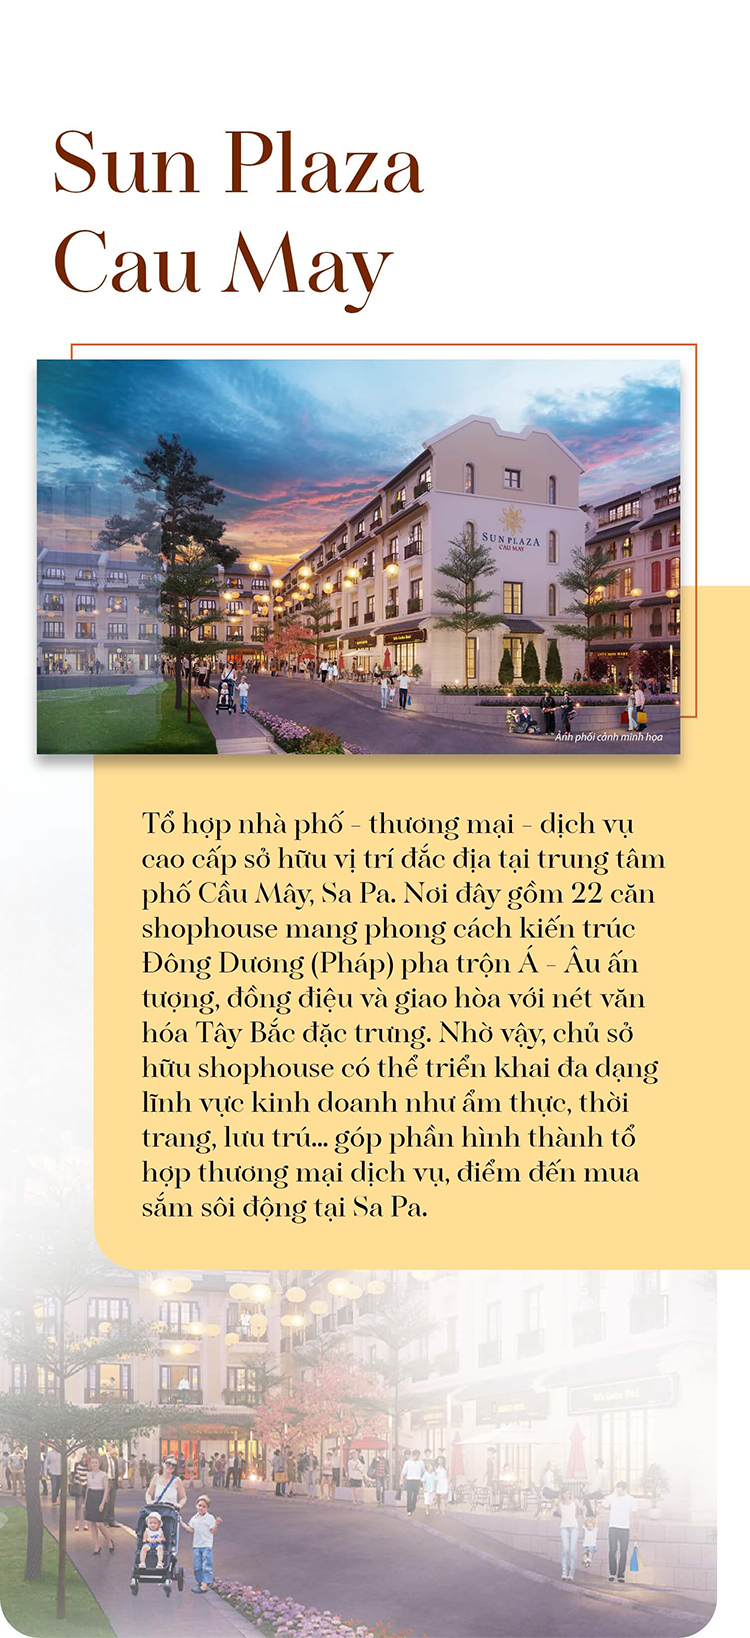 Sun Plaza
Cau May
SUN PLAZA
CAU MAY
Ảnh phối cảnh minh họa
Tổ hợp nhà phố - thương mại - dịch vụ
cao cấp sở hữu vị trí đắc địa tại trung tâm
phố Cầu Mây, Sa Pa. Nơi đây gồm 22 căn
shophouse mang phong cách kiến trúc
Đông Dương (Pháp) pha trộn Á - Âu ấn
tượng, đồng điệu và giao hòa với nét văn
hóa Tây Bắc đặc trưng. Nhờ vậy, chủ sở
hữu shophouse có thể triển khai đa dạng
lĩnh vực kinh doanh như ẩm thực, thời
trang, lưu trú... góp phần hình thành tổ
hợp thương mại dịch vụ, điểm đến mua
sắm sôi động tại Sa Pa.